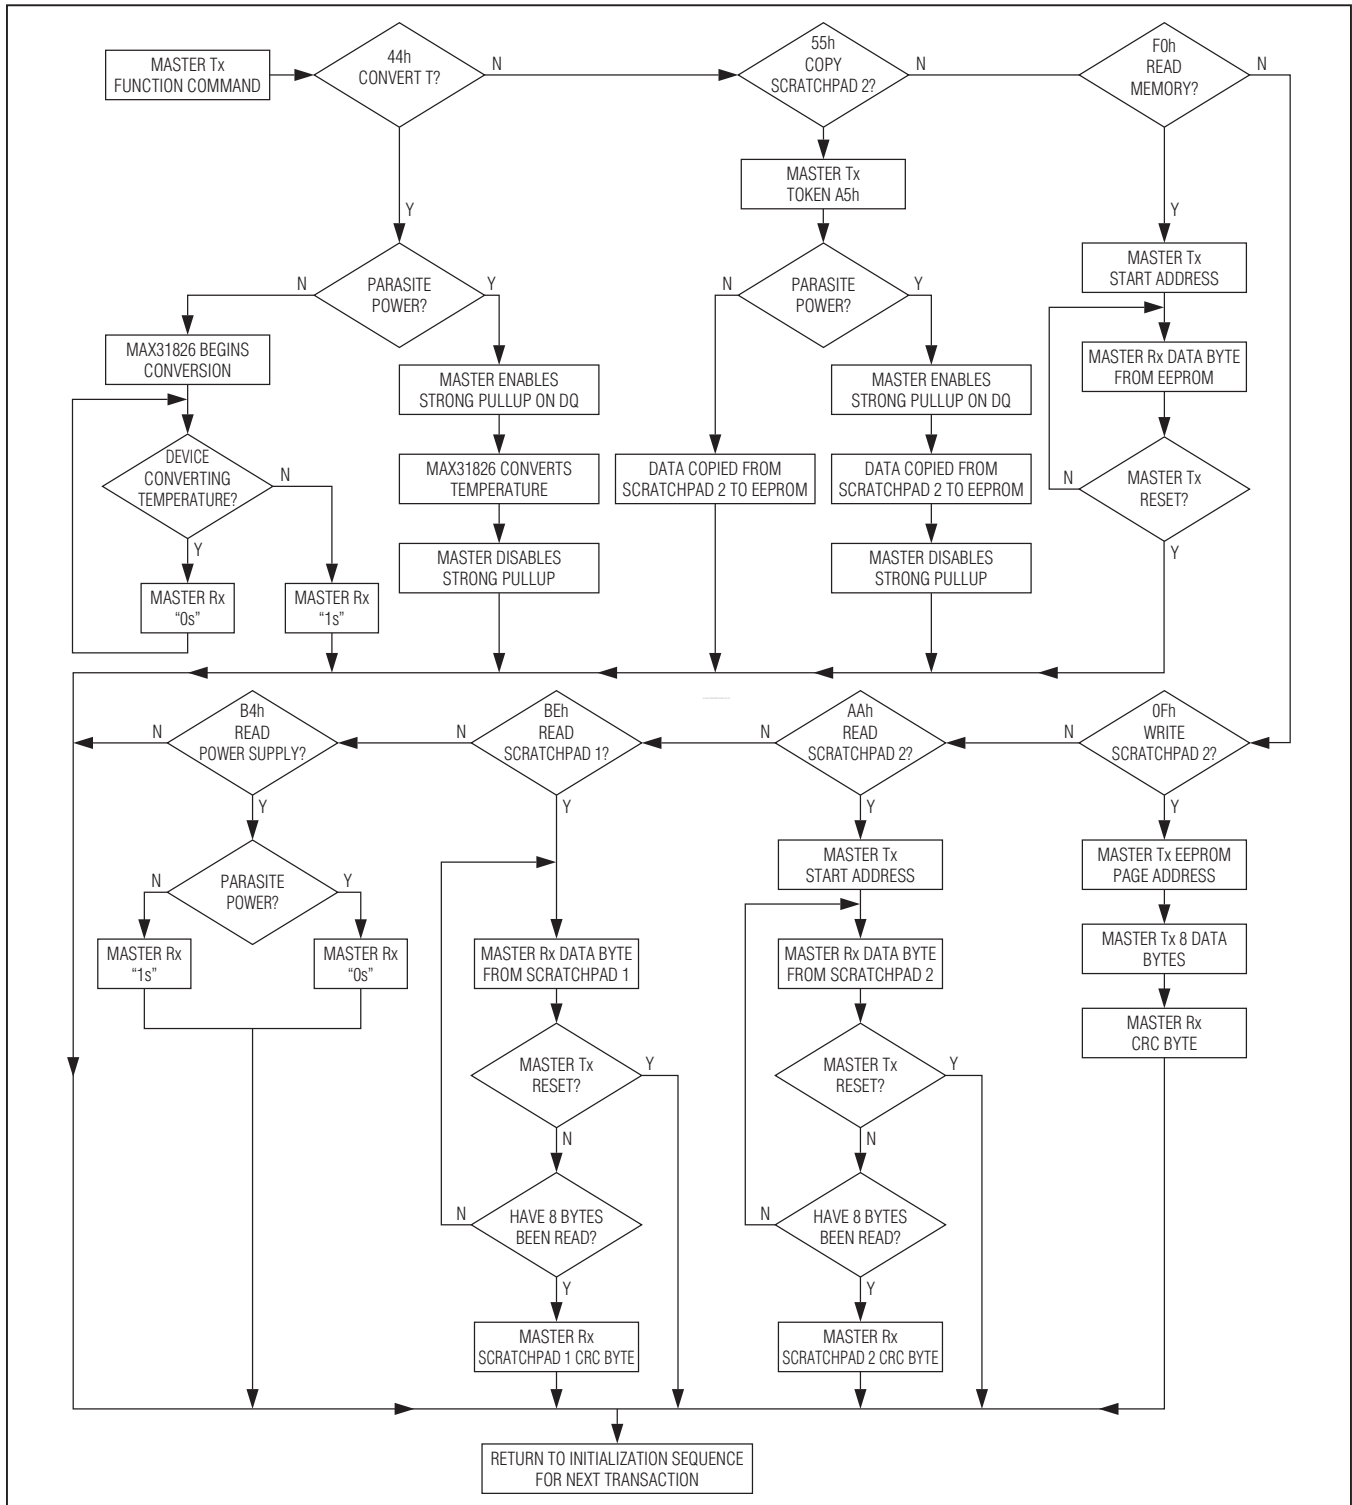 MASTER Tx
FUNCTION COMMAND
44h
CONVERT T?
N
Y
55h
COPY
SCRATCHPAD 2?
N
F0h
READ
MEMORY?
N
Y
MASTER Tx
TOKEN A5h
PARASITE
POWER?
N
Y
PARASITE
POWER?
N
Y
MASTER Tx
START ADDRESS
MASTER Rx DATA BYTE
FROM EEPROM
MASTER Tx
RESET?
N
Y
MAX31826 BEGINS
CONVERSION
DEVICE
CONVERTING
TEMPERATURE?
N
Y
MASTER Rx
“0s”
MASTER Rx
“1s”
MASTER ENABLES
STRONG PULLUP ON DQ
MAX31826 CONVERTS
TEMPERATURE
MASTER DISABLES
STRONG PULLUP
DATA COPIED FROM
SCRATCHPAD 2 TO EEPROM
MASTER ENABLES
STRONG PULLUP ON DQ
DATA COPIED FROM
SCRATCHPAD 2 TO EEPROM
MASTER DISABLES
STRONG PULLUP
B4h
READ
POWER SUPPLY?
N
Y
BEh
READ
SCRATCHPAD 1?
N
Y
AAh
READ
SCRATCHPAD 2?
N
Y
0Fh
WRITE
SCRATCHPAD 2?
N
Y
PARASITE
POWER?
N
Y
MASTER Rx
“1s”
MASTER Rx
“0s”
MASTER Rx DATA BYTE
FROM SCRATCHPAD 1
MASTER Tx
RESET?
Y
N
HAVE 8 BYTES
BEEN READ?
N
Y
MASTER Rx
SCRATCHPAD 1 CRC BYTE
MASTER Tx
START ADDRESS
MASTER Rx DATA BYTE
FROM SCRATCHPAD 2
MASTER Tx
RESET?
Y
N
HAVE 8 BYTES
BEEN READ?
N
Y
MASTER Rx
SCRATCHPAD 2 CRC BYTE
MASTER Tx EEPROM
PAGE ADDRESS
MASTER Tx 8 DATA
BYTES
MASTER Rx
CRC BYTE
RETURN TO INITIALIZATION SEQUENCE
FOR NEXT TRANSACTION